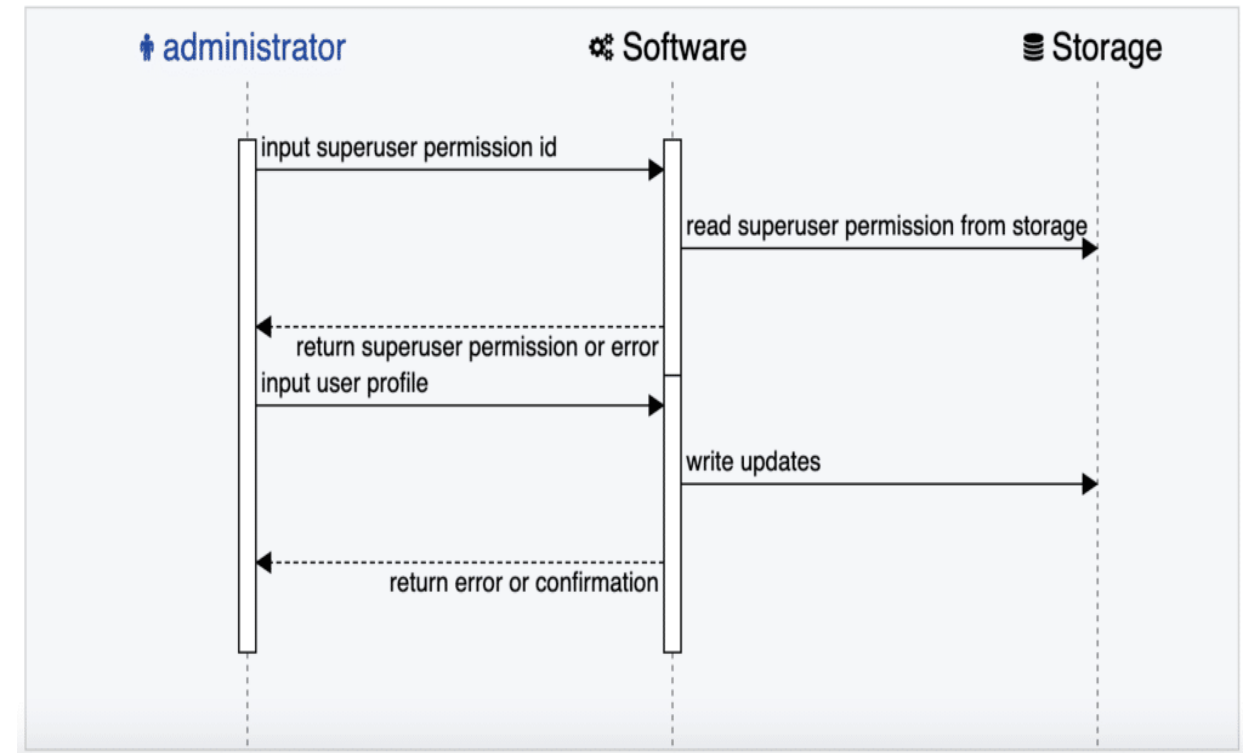 administrator
Software
Storage
input superuser permission id
read superuser permission from storage
return superuser permission or error
input user profile
write updates
return error or confirmation